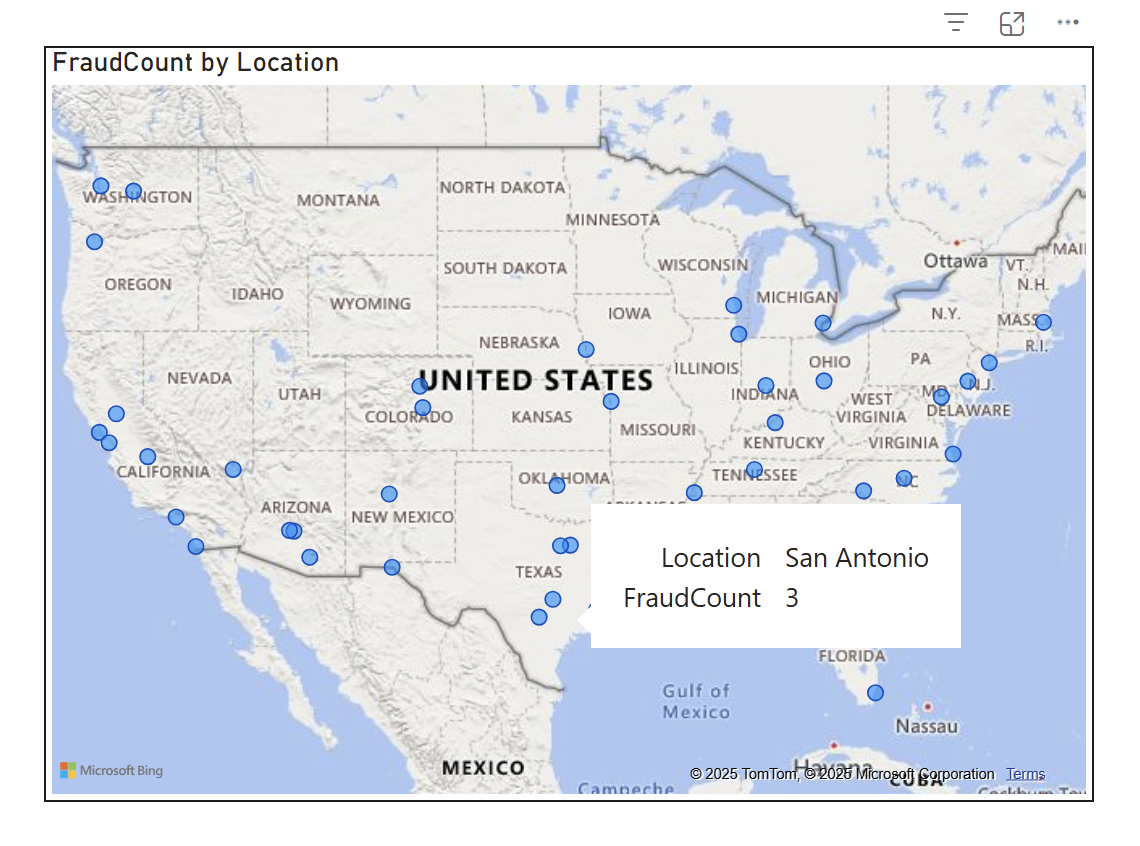 FraudCount by Location
WASHINGTON
MONTANA
NORTH DAKOTA
MINNESOTA
SOUTH DAKOTA
WISCONSIN
Ottawa
VT.
MAI
OREGON
IDAHO
WYOMING
MICHIGAN
N.H.
IOWA
N.Y.
MASS
NEBRASKA
R.I.
NEVADA
UTAH
UNITED STATES
ILLINOIS
OHIO
PA
COLORADO
KANSAS
INDIANA
WEST
VIRGINIA
MD.
N.J.
DELAWARE
MISSOURI
KENTUCKY
VIRGINIA
CALIFORNIA
OKLAHOMA
TENNESSEE
NC
ARIZONA
NEW MEXICO
TEXAS
Location San Antonio
FraudCount 3
FLORIDA
Gulf of
Mexico
Nassau
MEXICO
Havana
CUBA
Campeche
Microsoft Bing
© 2025 TomTom, © 2025 Microsoft Corporation Terms